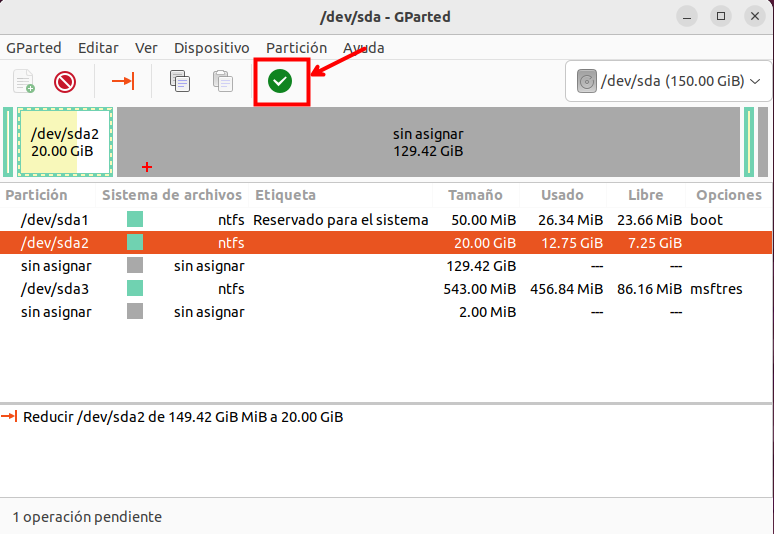 /dev/sda - GParted
GParted Editar Ver Dispositivo Partición Ayuda
/dev/sda (150.00 GiB)
/dev/sda2
20.00 GiB
sin asignar
129.42 GiB
Partición Sistema de archivos Etiqueta Tamaño Usado Libre Opciones
/dev/sda1 ntfs Reservado para el sistema 50.00 MiB 26.34 MiB 23.66 MiB boot
/dev/sda2 ntfs 20.00 GiB 12.75 GiB 7.25 GiB
sin asignar sin asignar 129.42 GiB --- ---
/dev/sda3 ntfs 543.00 MiB 456.84 MiB 86.16 MiB msftres
sin asignar sin asignar 2.00 MiB --- ---
Reducir /dev/sda2 de 149.42 GiB MiB a 20.00 GiB
1 operación pendiente